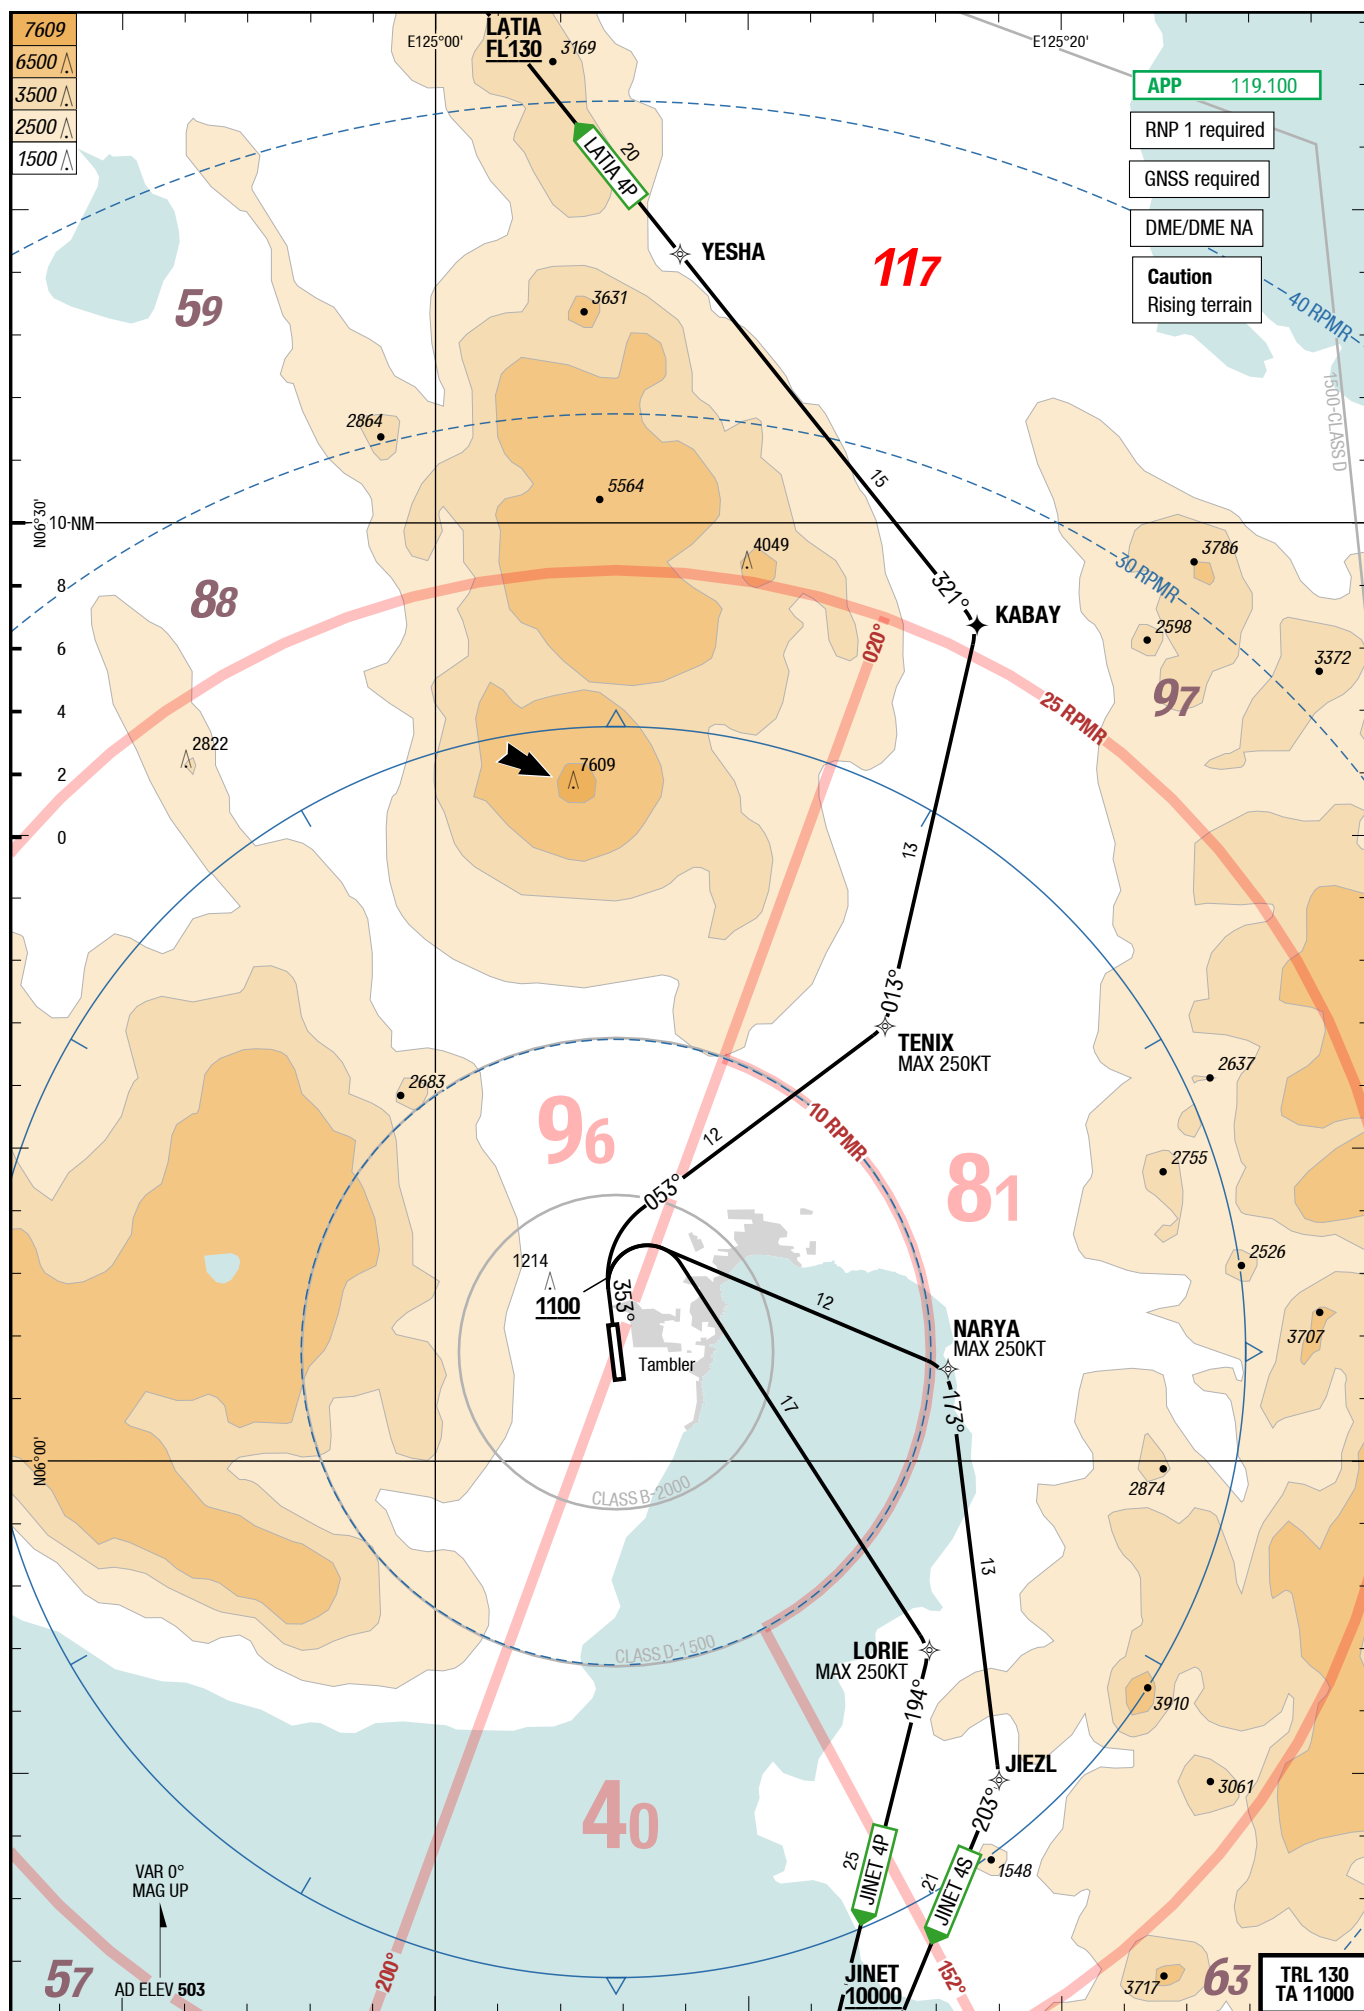 7609
6500
3500
2500
1500
LATIA
FL130
3169
E125°00'
E125°20'
APP 119.100
RNP 1 required
GNSS required
DME/DME NA
Caution
Rising terrain
20
LATIA 4P
YESHA
117
59
3631
40 RPMR
1500-CLASS D
2864
5564
15
N06°30'
10 NM
8
6
4
2
0
4049
3786
30 RPMR
2598
3372
88
321°
KABAY
020°
97
25 RPMR
2822
7609
13
013°
TENIX
MAX 250KT
2683
2637
96
12
10 RPMR
2755
81
053°
2526
1214
1100
353°
12
NARYA
MAX 250KT
3707
Tambler
17
173°
N06°00'
2874
CLASS B-2000
13
CLASS D-1500
LORIE
MAX 250KT
194°
3910
JIEZL
3061
203°
40
25
JINET 4P
21
JINET 4S
1548
VAR 0°
MAG UP
57
AD ELEV 503
200°
JINET
10000
152°
3717
63
TRL 130
TA 11000